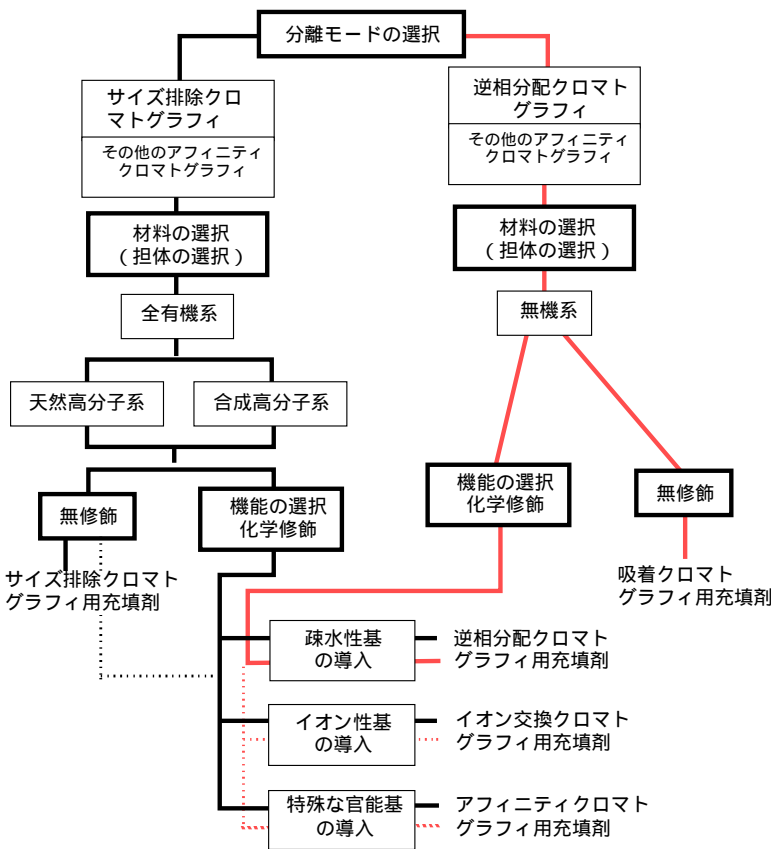 分離モードの選択
サイズ排除クロ
マトグラフィ
その他のアフィニティ
クロマトグラフィ
逆相分配クロマト
グラフィ
その他のアフィニティ
クロマトグラフィ
材料の選択
(担体の選択)
材料の選択
(担体の選択)
全有機系
無機系
天然高分子系
合成高分子系
無修飾
機能の選択
化学修飾
機能の選択
化学修飾
無修飾
サイズ排除クロマト
グラフィ用充填剤
吸着クロマト
グラフィ用充填剤
疎水性基
の導入
逆相分配クロマト
グラフィ用充填剤
イオン性基
の導入
イオン交換クロマト
グラフィ用充填剤
特殊な官能基
の導入
アフィニティクロマト
グラフィ用充填剤